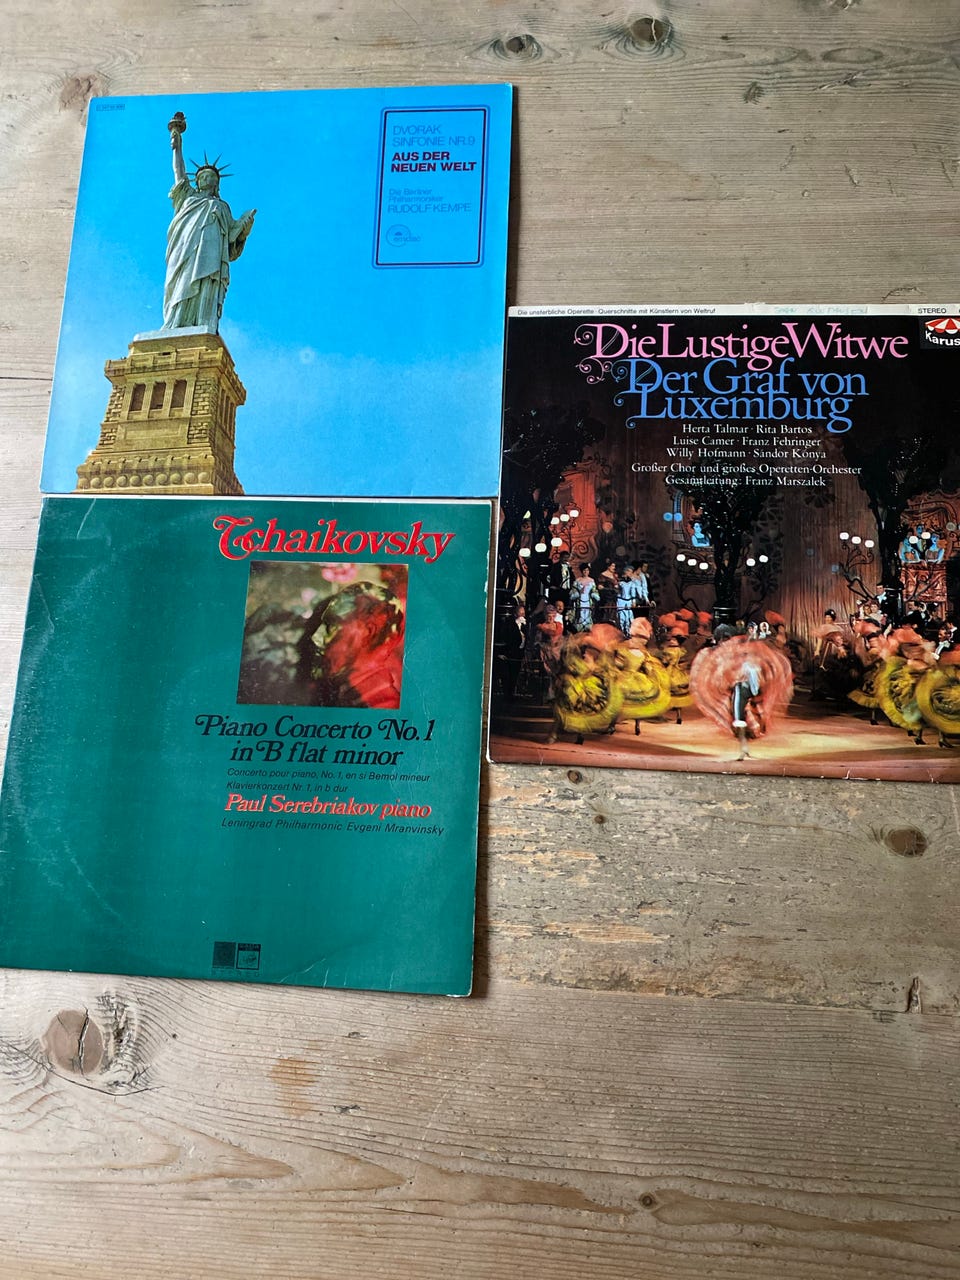 DVORAK
SINFONIE NR.9
AUS DER
NEUEN WELT
Die Berliner
Philharmoniker
RUDOLF KEMPE
emidisc
Die unsterbliche Operette · Querschnitte mit Künstlern von Weltruf
STEREO
Karus
Die Lustige Witwe
Der Graf von
Luxemburg
Herta Talmar · Rita Bartos
Luise Camer · Franz Fehringer
Willy Hofmann · Sándor Kónya
Großer Chor und großes Operetten-Orchester
Gesamtleitung: Franz Marszalek
Tchaikovsky
Piano Concerto No. 1
in B flat minor
Concerto pour piano, No. 1, en si Bemol mineur
Klavierkonzert Nr. 1, in b dur
Paul Serebriakov piano
Leningrad Philharmonic Evgeni Mranvinsky
STEREO